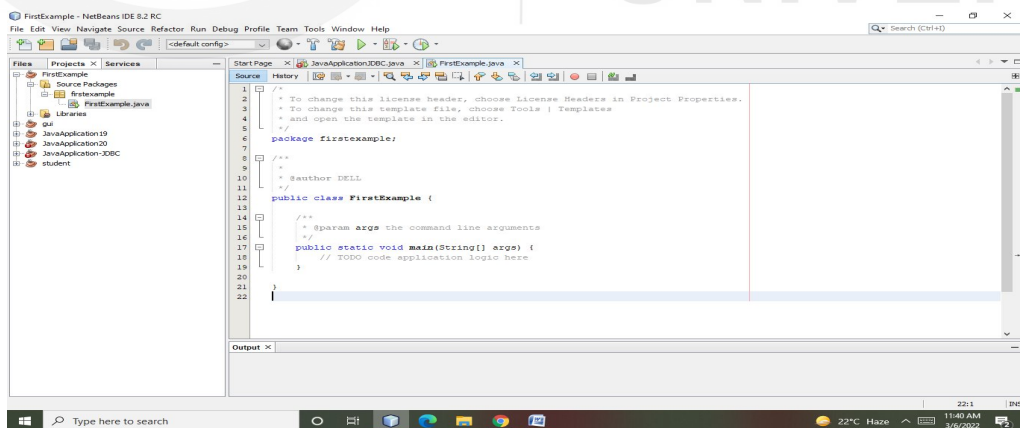 FirstExample - NetBeans IDE 8.2 RC
File Edit View Navigate Source Refactor Run Debug Profile Team Tools Window Help
Search (Ctrl+I)
<default config>
Files Projects Services
Start Page JavaApplicationJDBC.java FirstExample.java
Source History
FirstExample
Source Packages
firstexample
FirstExample.java
Libraries
gui
JavaApplication19
JavaApplication20
JavaApplication-JDBC
student
1 /*
2 * To change this license header, choose License Headers in Project Properties.
3 * To change this template file, choose Tools | Templates
4 * and open the template in the editor.
5 */
6 package firstexample;
7
8 /**
9 *
10 * @author DELL
11 */
12 public class FirstExample {
13
14 /**
15 * @param args the command line arguments
16 */
17 public static void main(String[] args) {
18 // TODO code application logic here
19 }
20
21 }
22
Output
22:1 INS
Type here to search
22°C Haze
11:40 AM
3/6/2022
2